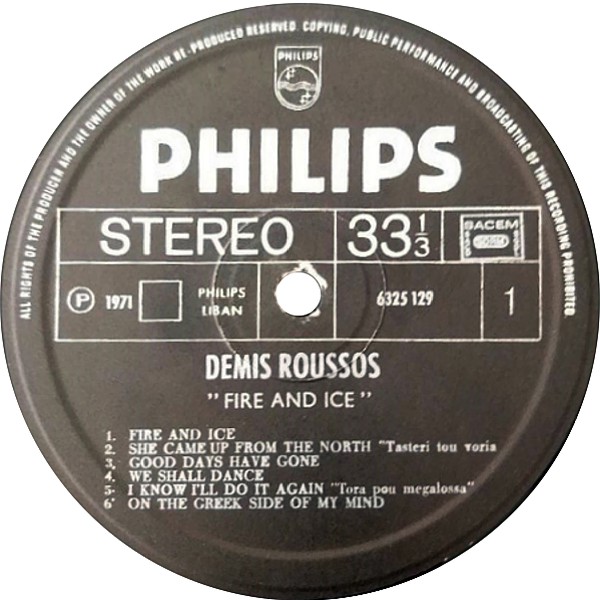 ALL RIGHTS OF THE PRODUCER AND THE OWNER OF THE WORK RE-PRODUCED RESERVED. COPYING, PUBLIC PERFORMANCE AND BROADCASTING OF THIS RECORDING PROHIBITED.
PHILIPS
PHILIPS
STEREO
33 1/3
SACEM
Ⓟ 1971
PHILIPS
LIBAN
6325 129
1
DEMIS ROUSSOS
"FIRE AND ICE"
1. FIRE AND ICE
2. SHE CAME UP FROM THE NORTH "Tasteri tou voria
3. GOOD DAYS HAVE GONE
4. WE SHALL DANCE
5- I KNOW I'LL DO IT AGAIN "Tora pou megalossa"
6' ON THE GREEK SIDE OF MY MIND